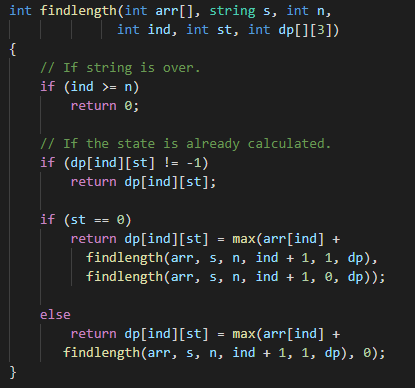 int findlength(int arr[], string s, int n,
int ind, int st, int dp[][3])
{
// If string is over.
if (ind >= n)
return 0;
// If the state is already calculated.
if (dp[ind][st] != -1)
return dp[ind][st];
if (st == 0)
return dp[ind][st] = max(arr[ind] +
findlength(arr, s, n, ind + 1, 1, dp),
findlength(arr, s, n, ind + 1, 0, dp));
else
return dp[ind][st] = max(arr[ind] +
findlength(arr, s, n, ind + 1, 1, dp), 0);
}